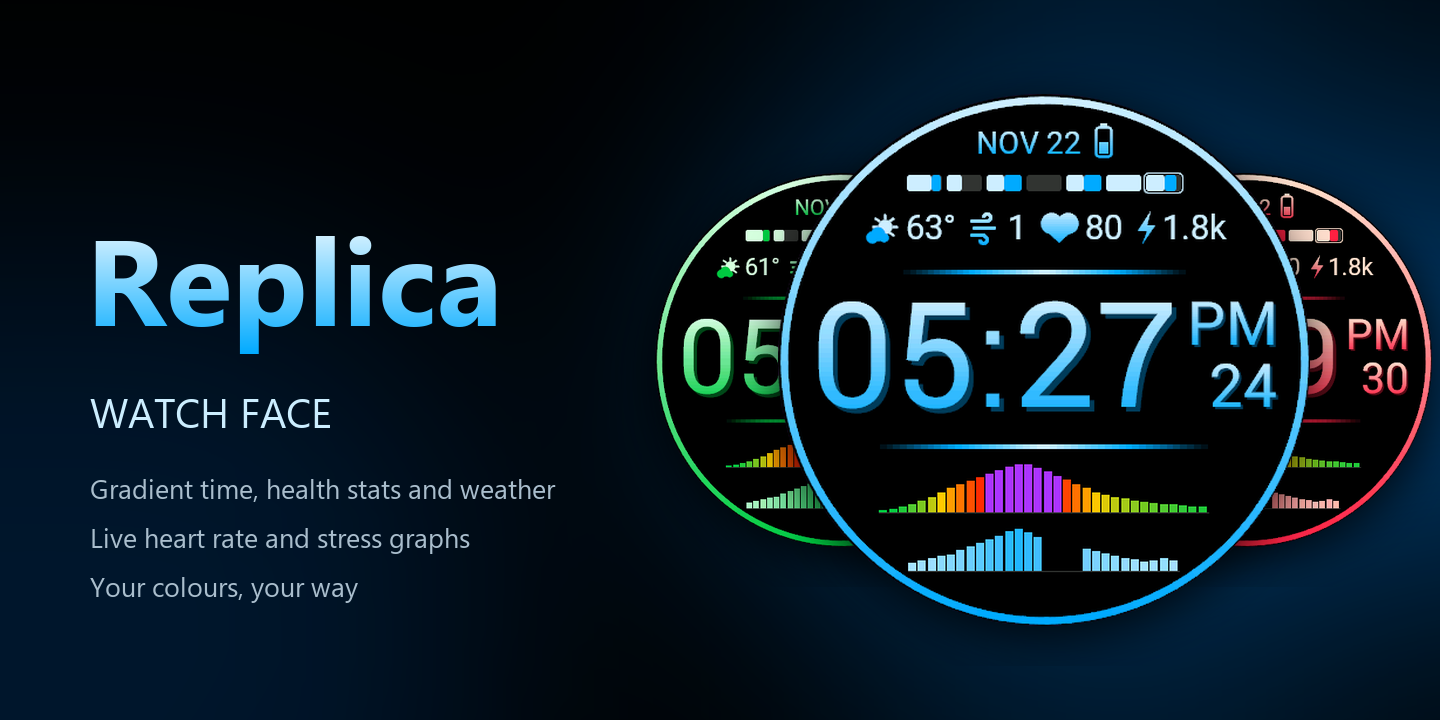 Replica
WATCH FACE
Gradient time, health stats and weather
Live heart rate and stress graphs
Your colours, your way
NOV 22
63° 1 80 1.8k
05:27 PM
24
61°
05
1.8k
PM
30